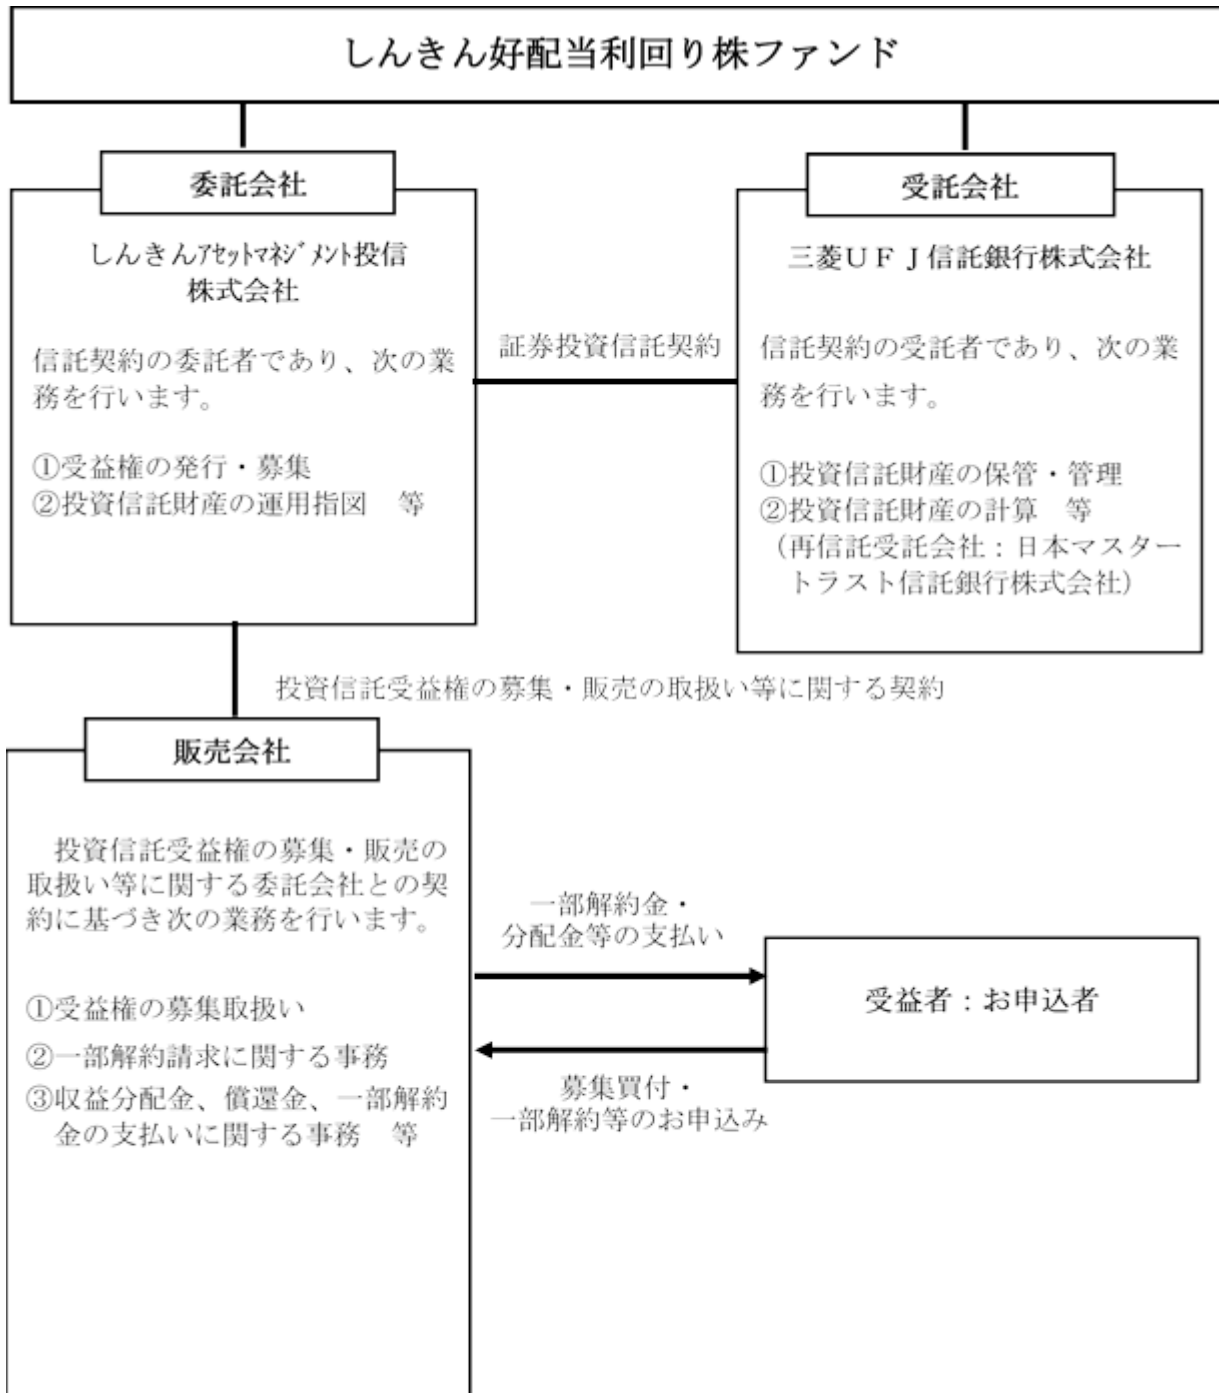 しんきん好配当利回り株ファンド
委託会社
しんきんｱｾｯﾄﾏﾈｼﾞﾒﾝﾄ投信
株式会社
信託契約の委託者であり、次の業
務を行います。
①受益権の発行・募集
②投資信託財産の運用指図　等
証券投資信託契約
受託会社
三菱ＵＦＪ信託銀行株式会社
信託契約の受託者であり、次の業
務を行います。
①投資信託財産の保管・管理
②投資信託財産の計算　等
（再信託受託会社：日本マスター
トラスト信託銀行株式会社）
投資信託受益権の募集・販売の取扱い等に関する契約
販売会社
投資信託受益権の募集・販売の
取扱い等に関する委託会社との契
約に基づき次の業務を行います。
①受益権の募集取扱い
②一部解約請求に関する事務
③収益分配金、償還金、一部解約
金の支払いに関する事務　等
一部解約金・
分配金等の支払い
受益者：お申込者
募集買付・
一部解約等のお申込み